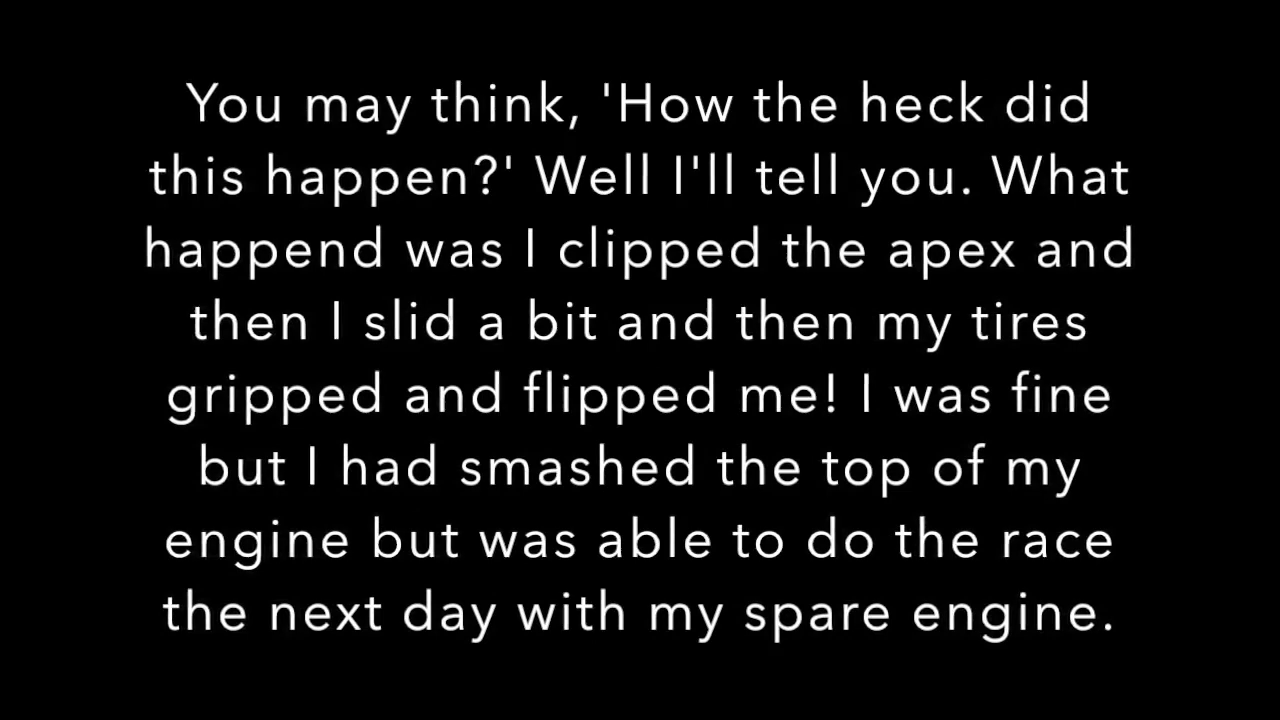 You may think, 'How the heck did
this happen?' Well I'll tell you. What
happend was I clipped the apex and
then I slid a bit and then my tires
gripped and flipped me! I was fine
but I had smashed the top of my
engine but was able to do the race
the next day with my spare engine.